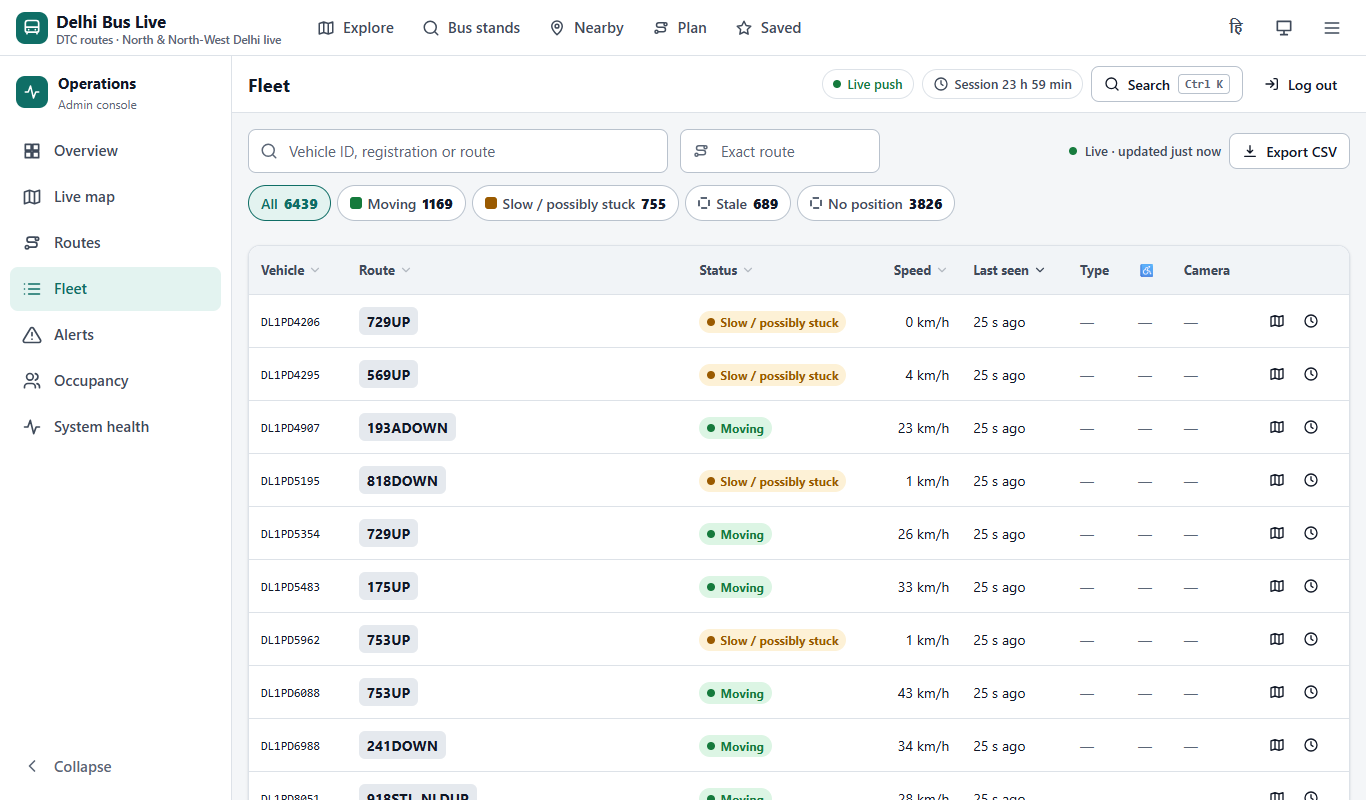 Delhi Bus Live
DTC routes · North & North-West Delhi live
Explore
Bus stands
Nearby
Plan
Saved
हि
Operations
Admin console
Overview
Live map
Routes
Fleet
Alerts
Occupancy
System health
Collapse
Fleet
Live push
Session 23 h 59 min
Search Ctrl K
Log out
Vehicle ID, registration or route
Exact route
Live · updated just now
Export CSV
All 6439
Moving 1169
Slow / possibly stuck 755
Stale 689
No position 3826
Vehicle Route Status Speed Last seen Type Camera
DL1PD4206 729UP Slow / possibly stuck 0 km/h 25 s ago — — —
DL1PD4295 569UP Slow / possibly stuck 4 km/h 25 s ago — — —
DL1PD4907 193ADOWN Moving 23 km/h 25 s ago — — —
DL1PD5195 818DOWN Slow / possibly stuck 1 km/h 25 s ago — — —
DL1PD5354 729UP Moving 26 km/h 25 s ago — — —
DL1PD5483 175UP Moving 33 km/h 25 s ago — — —
DL1PD5962 753UP Slow / possibly stuck 1 km/h 25 s ago — — —
DL1PD6088 753UP Moving 43 km/h 25 s ago — — —
DL1PD6988 241DOWN Moving 34 km/h 25 s ago — — —
DL1PD8051 918STL_NLDUP Moving 28 km/h 25 s ago — — —